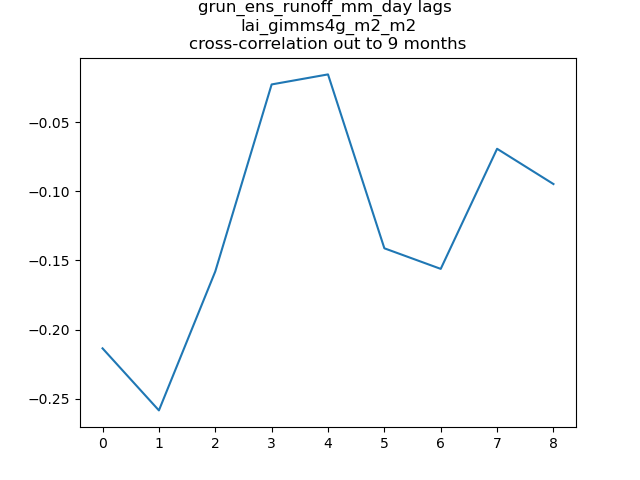 grun_ens_runoff_mm_day lags
lai_gimms4g_m2_m2
cross-correlation out to 9 months
−0.05
−0.10
−0.15
−0.20
−0.25
0 1 2 3 4 5 6 7 8